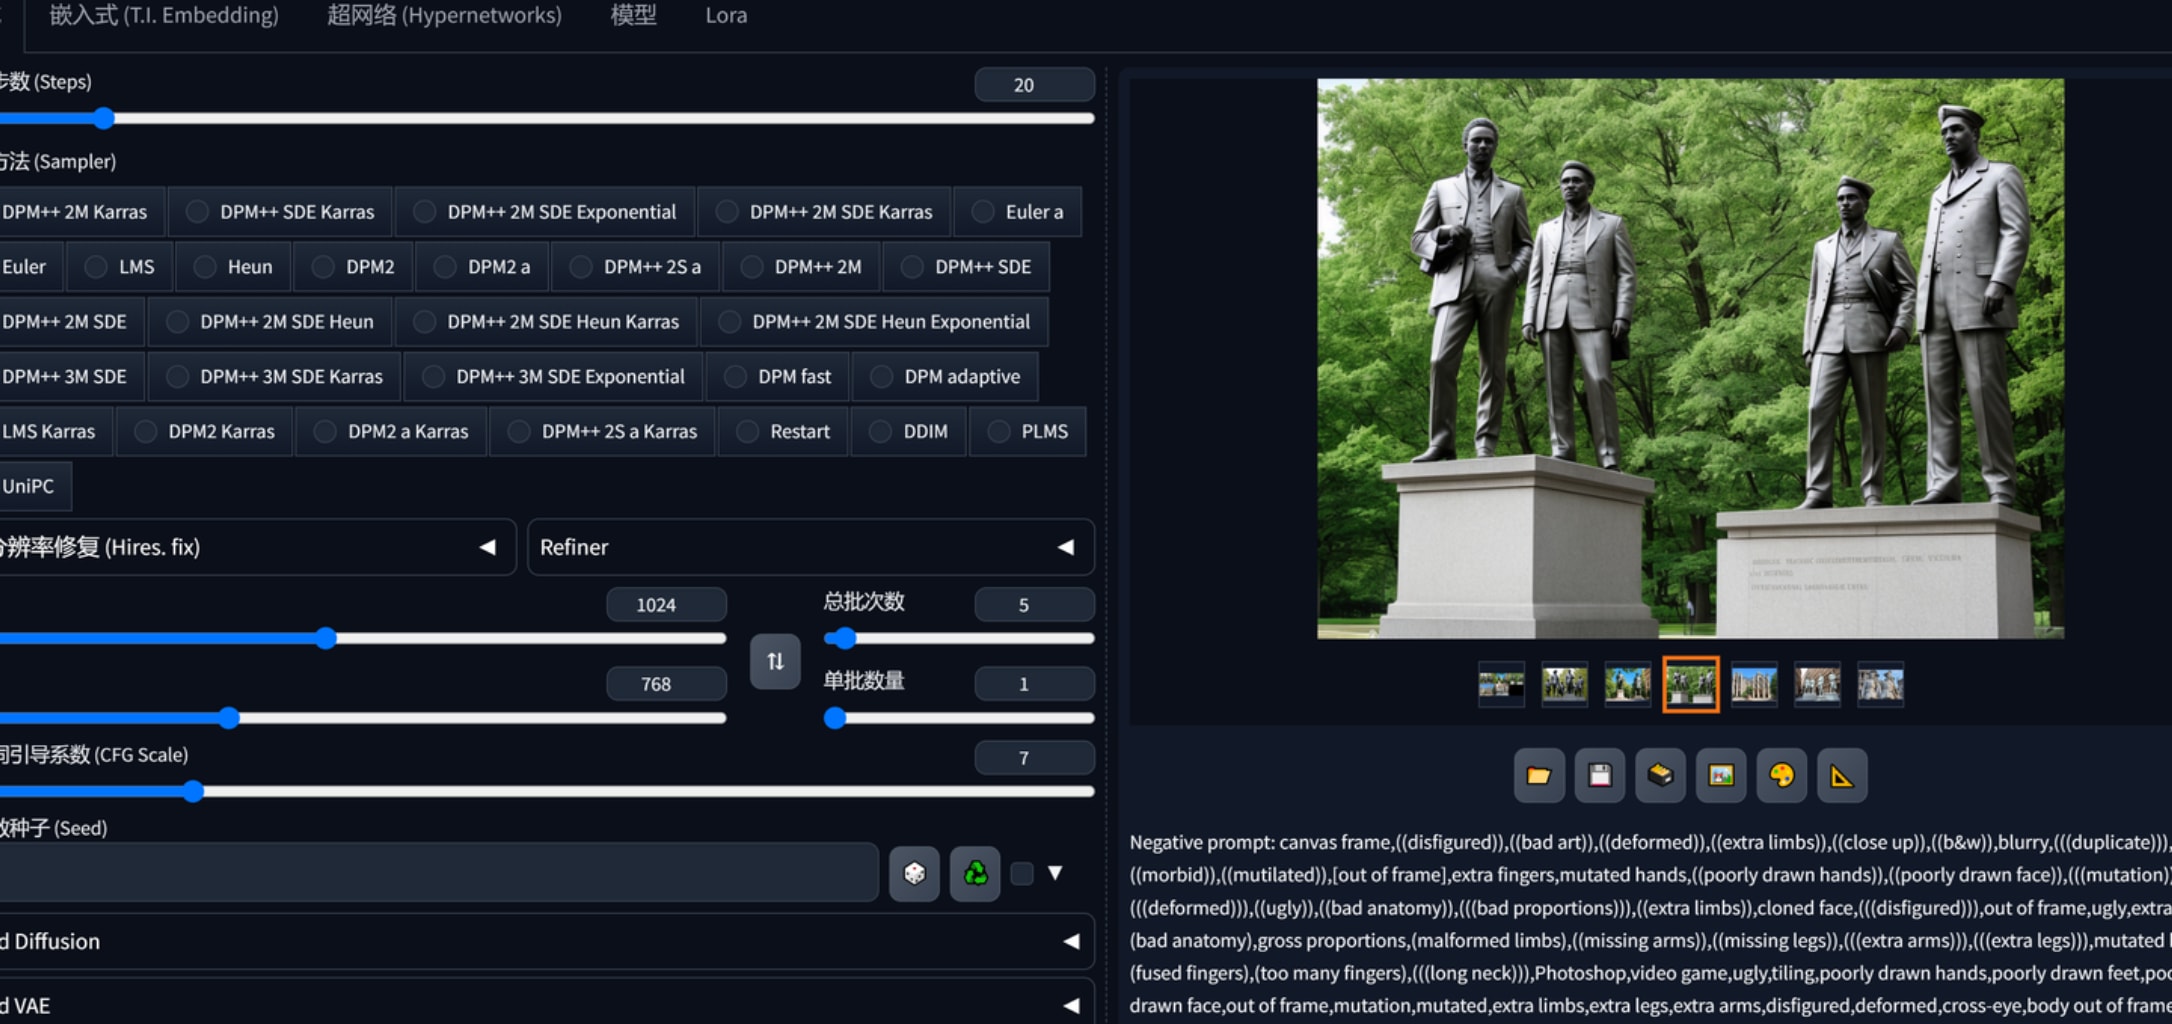 嵌入式 (T.I. Embedding) 超网络 (Hypernetworks) 模型 Lora
步数 (Steps) 20
方法 (Sampler)
DPM++ 2M Karras DPM++ SDE Karras DPM++ 2M SDE Exponential DPM++ 2M SDE Karras Euler a
Euler LMS Heun DPM2 DPM2 a DPM++ 2S a DPM++ 2M DPM++ SDE
DPM++ 2M SDE DPM++ 2M SDE Heun DPM++ 2M SDE Heun Karras DPM++ 2M SDE Heun Exponential
DPM++ 3M SDE DPM++ 3M SDE Karras DPM++ 3M SDE Exponential DPM fast DPM adaptive
LMS Karras DPM2 Karras DPM2 a Karras DPM++ 2S a Karras Restart DDIM PLMS
UniPC
分辨率修复 (Hires. fix) Refiner
1024 总批次数 5
768 单批数量 1
词引导系数 (CFG Scale) 7
种子 (Seed)
d Diffusion
d VAE
Negative prompt: canvas frame,((disfigured)),((bad art)),((deformed)),((extra limbs)),((close up)),((b&w)),blurry,(((duplicate))),
((morbid)),((mutilated)),[out of frame],extra fingers,mutated hands,((poorly drawn hands)),((poorly drawn face)),(((mutation))
(((deformed))),((ugly)),((bad anatomy)),(((bad proportions))),((extra limbs)),cloned face,(((disfigured))),out of frame,ugly,extra
(bad anatomy),gross proportions,(malformed limbs),((missing arms)),((missing legs)),(((extra arms))),(((extra legs))),mutated
(fused fingers),(too many fingers),(((long neck))),Photoshop,video game,ugly,tiling,poorly drawn hands,poorly drawn feet,poo
drawn face,out of frame,mutation,mutated,extra limbs,extra legs,extra arms,disfigured,deformed,cross-eye,body out of frame